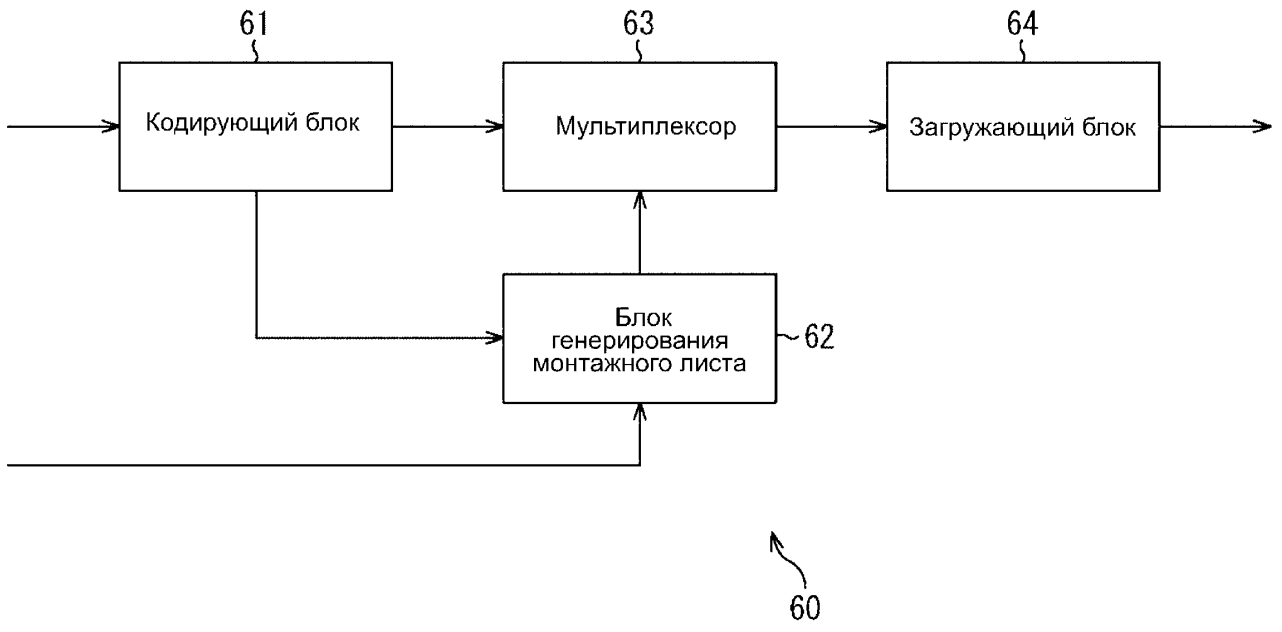 61
63
64
Кодирующий блок
Мультиплексор
Загружающий блок
Блок
генерирования
монтажного листа
62
60